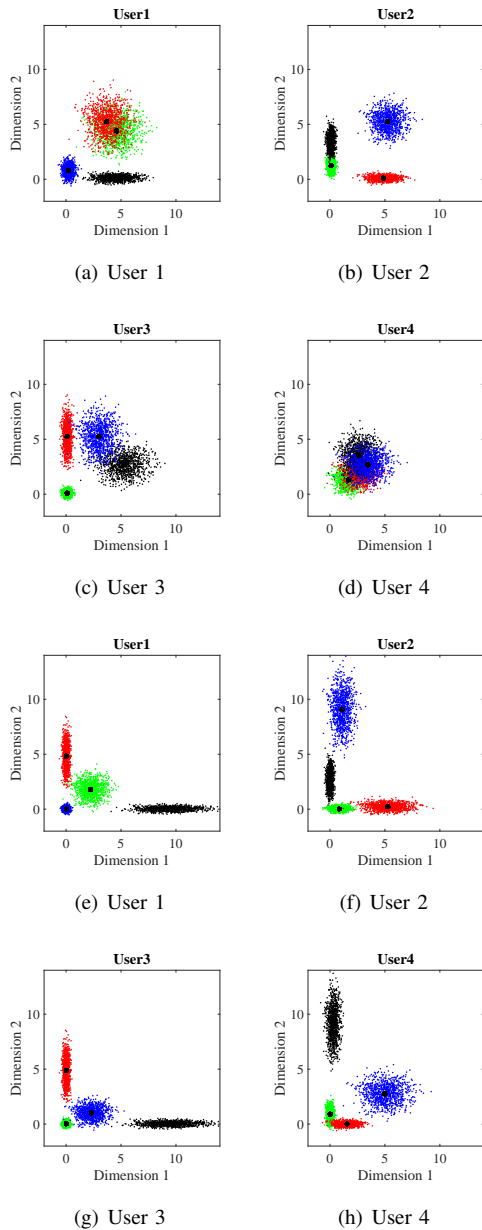 User1
User2
Dimension 2
10
5
0
0
5
10
Dimension 1
Dimension 2
10
5
0
0
5
10
Dimension 1
(a) User 1
(b) User 2
User3
User4
Dimension 2
10
5
0
0
5
10
Dimension 1
Dimension 2
10
5
0
0
5
10
Dimension 1
(c) User 3
(d) User 4
User1
User2
Dimension 2
10
5
0
0
5
10
Dimension 1
Dimension 2
10
5
0
0
5
10
Dimension 1
(e) User 1
(f) User 2
User3
User4
Dimension 2
10
5
0
0
5
10
Dimension 1
Dimension 2
10
5
0
0
5
10
Dimension 1
(g) User 3
(h) User 4